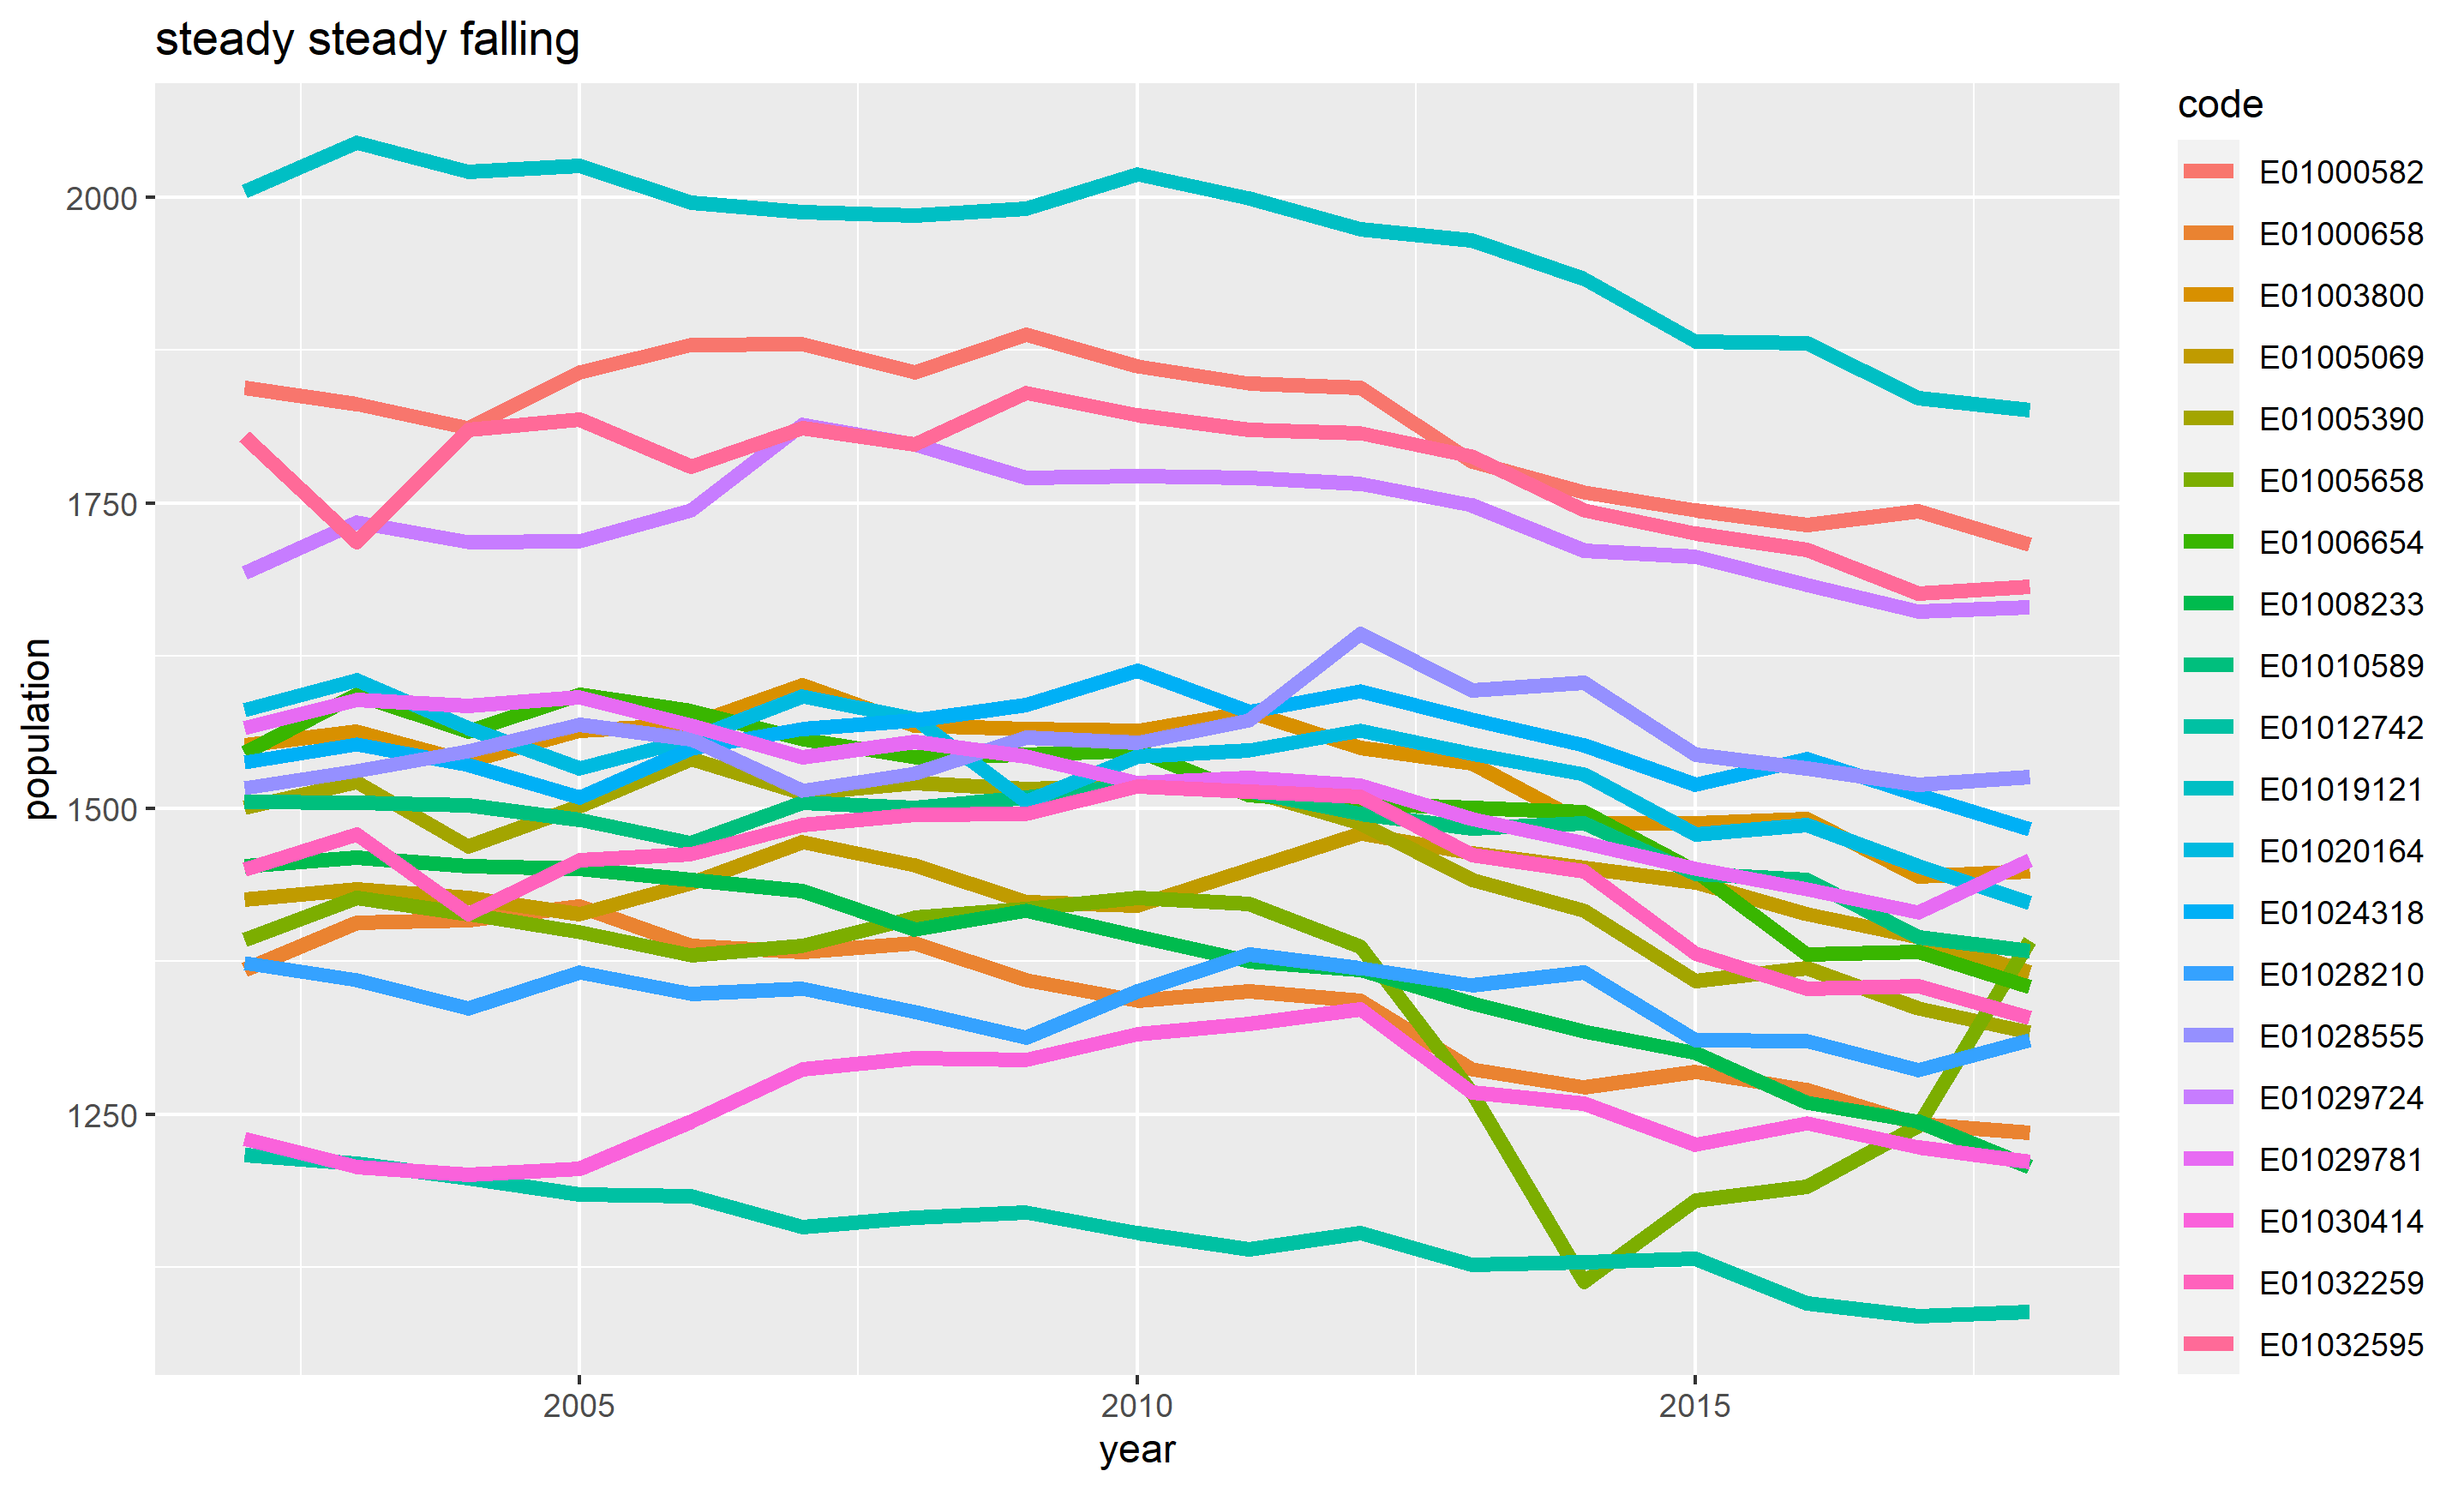 steady steady falling
code
E01000582
E01000658
E01003800
E01005069
E01005390
E01005658
E01006654
E01008233
E01010589
E01012742
E01019121
E01020164
E01024318
E01028210
E01028555
E01029724
E01029781
E01030414
E01032259
E01032595
population
2000
1750
1500
1250
2005
2010
2015
year